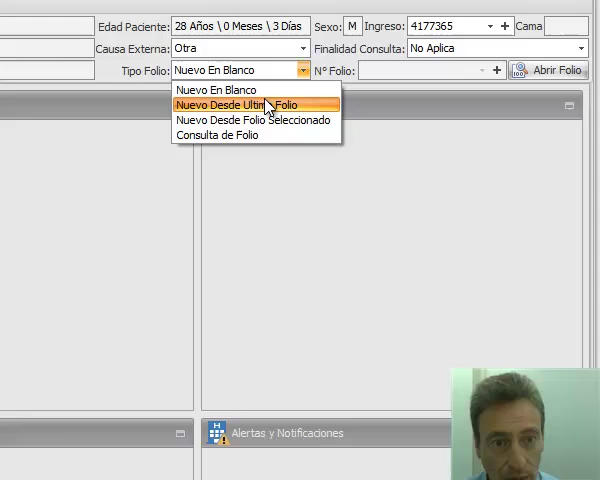 Edad Paciente: 28 Años \ 0 Meses \ 3 Días Sexo: M Ingreso: 4177365 Cama
Causa Externa: Otra Finalidad Consulta: No Aplica
Tipo Folio: Nuevo En Blanco N° Folio: Abrir Folio
Nuevo En Blanco
Nuevo Desde Ultimo Folio
Nuevo Desde Folio Seleccionado
Consulta de Folio
H Alertas y Notificaciones